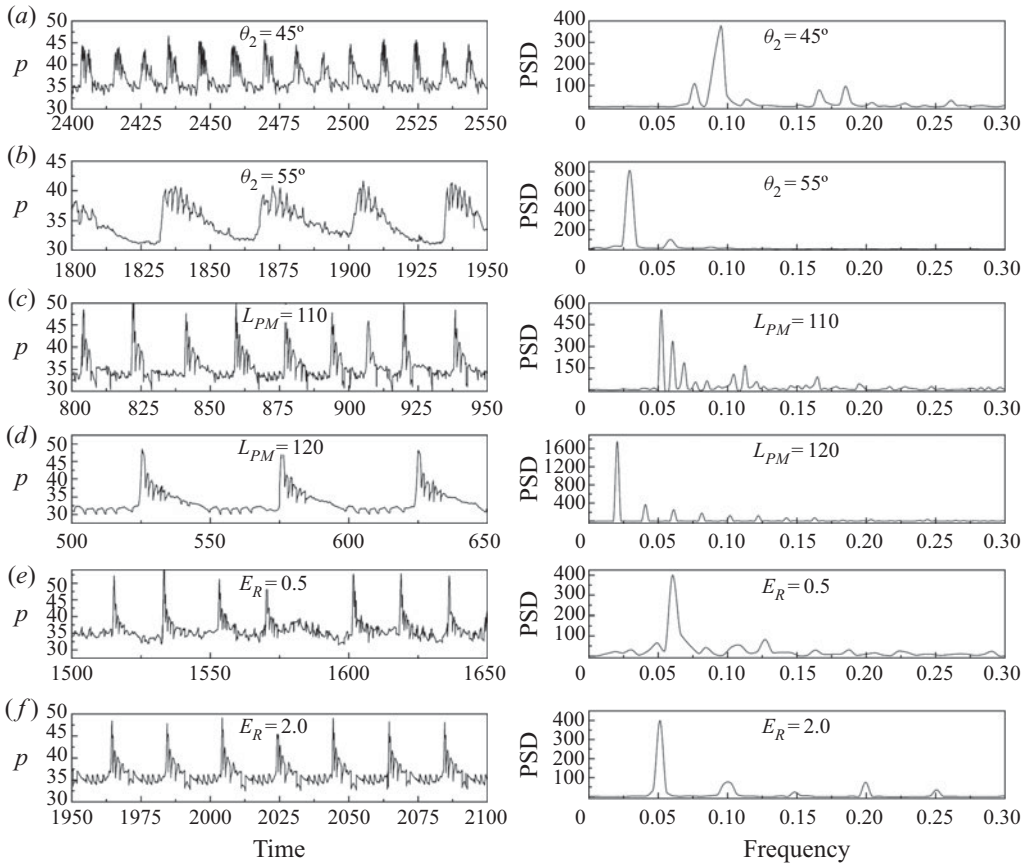 (a)
50
45
40
35
30
p
θ2 = 45º
2400 2425 2450 2475 2500 2525 2550
400
300
200
100
PSD
θ2 = 45º
0 0.05 0.10 0.15 0.20 0.25 0.30
(b)
45
40
35
30
p
θ2 = 55º
1800 1825 1850 1875 1900 1925 1950
800
600
400
200
PSD
θ2 = 55º
0 0.05 0.10 0.15 0.20 0.25 0.30
(c)
50
45
40
35
30
p
LPM = 110
800 825 850 875 900 925 950
600
450
300
150
PSD
LPM = 110
0 0.05 0.10 0.15 0.20 0.25 0.30
(d)
50
45
40
35
30
p
LPM = 120
500 550 600 650
1600
1200
800
400
PSD
LPM = 120
0 0.05 0.10 0.15 0.20 0.25 0.30
(e)
50
45
40
35
30
p
ER = 0.5
1500 1550 1600 1650
400
300
200
100
PSD
ER = 0.5
0 0.05 0.10 0.15 0.20 0.25 0.30
(f)
50
45
40
35
30
p
ER = 2.0
1950 1975 2000 2025 2050 2075 2100
Time
400
300
200
100
PSD
ER = 2.0
0 0.05 0.10 0.15 0.20 0.25 0.30
Frequency